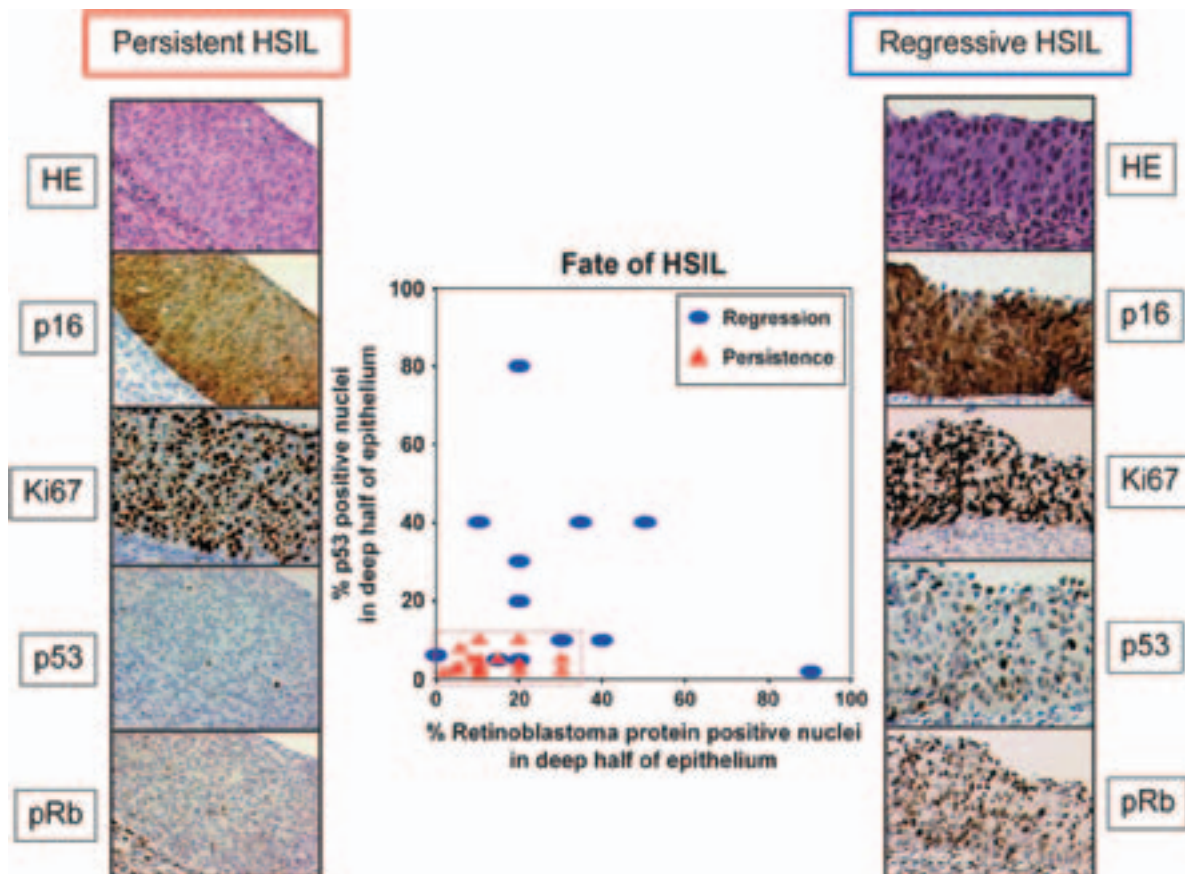 Persistent HSIL
Regressive HSIL
HE
p16
Ki67
p53
pRb
Fate of HSIL
100
80
60
40
20
0
% p53 positive nuclei
in deep half of epithelium
Regression
Persistence
0 20 40 60 80 100
% Retinoblastoma protein positive nuclei
in deep half of epithelium
HE
p16
Ki67
p53
pRb